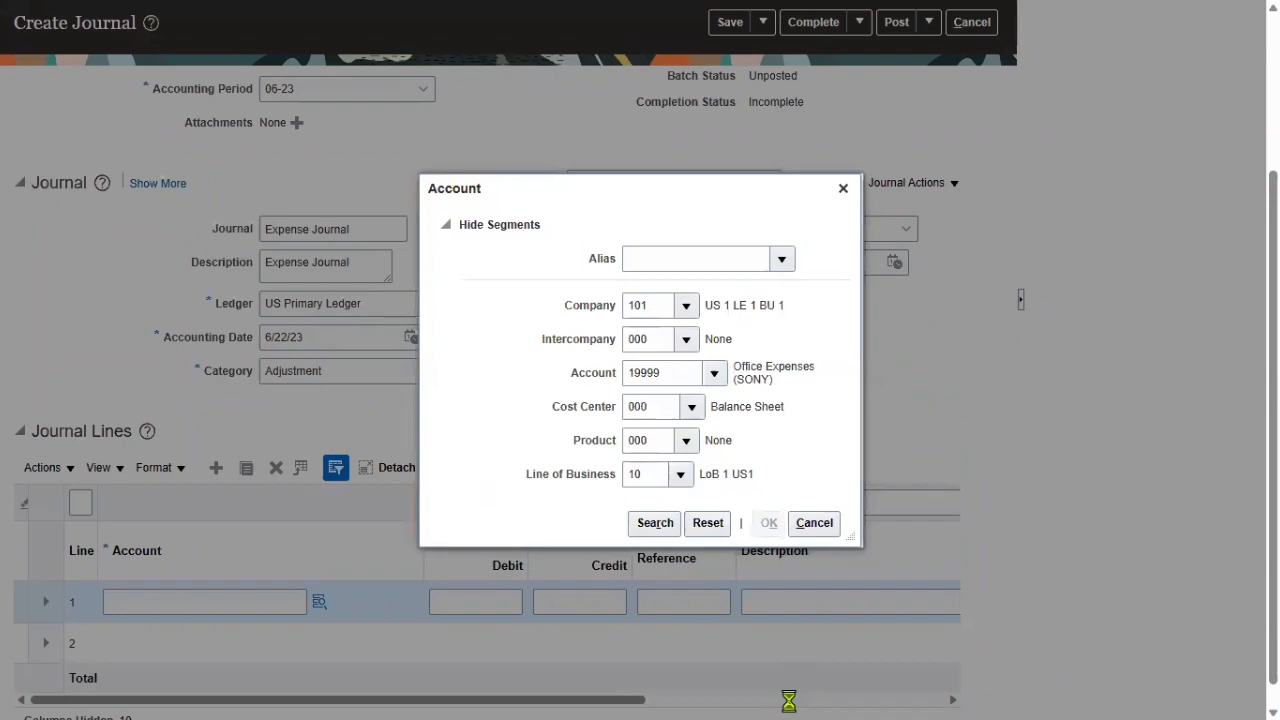 Create Journal
Save Complete Post Cancel
* Accounting Period 06-23
Batch Status Unposted
Completion Status Incomplete
Attachments None
Journal Show More
Journal Actions
Journal Expense Journal
Description Expense Journal
* Ledger US Primary Ledger
* Accounting Date 6/22/23
* Category Adjustment
Account
Hide Segments
Alias
Company 101 US 1 LE 1 BU 1
Intercompany 000 None
Account 19999 Office Expenses
(SONY)
Cost Center 000 Balance Sheet
Product 000 None
Line of Business 10 LoB 1 US1
Search Reset | OK Cancel
Journal Lines
Actions View Format Detach
Line * Account Debit Credit Reference Description
1
2
Total
Columns Hidden 10